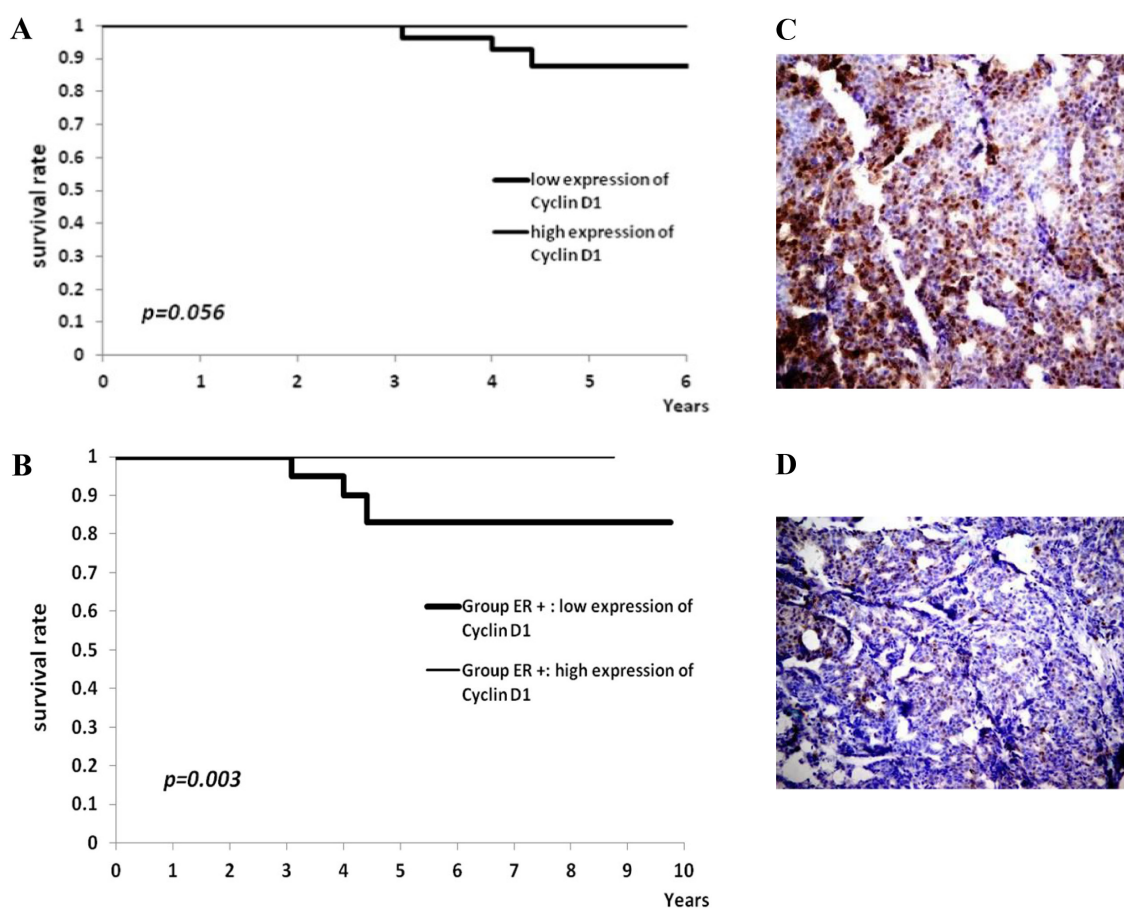 A
1
0.9
0.8
0.7
0.6
0.5
0.4
0.3
0.2
0.1
0
survival rate
low expression of
Cyclin D1
high expression of
Cyclin D1
p=0.056
0 1 2 3 4 5 6
Years
C
B
1
0.9
0.8
0.7
0.6
0.5
0.4
0.3
0.2
0.1
0
survival rate
Group ER + : low expression of
Cyclin D1
Group ER +: high expression of
Cyclin D1
p=0.003
0 1 2 3 4 5 6 7 8 9 10
Years
D